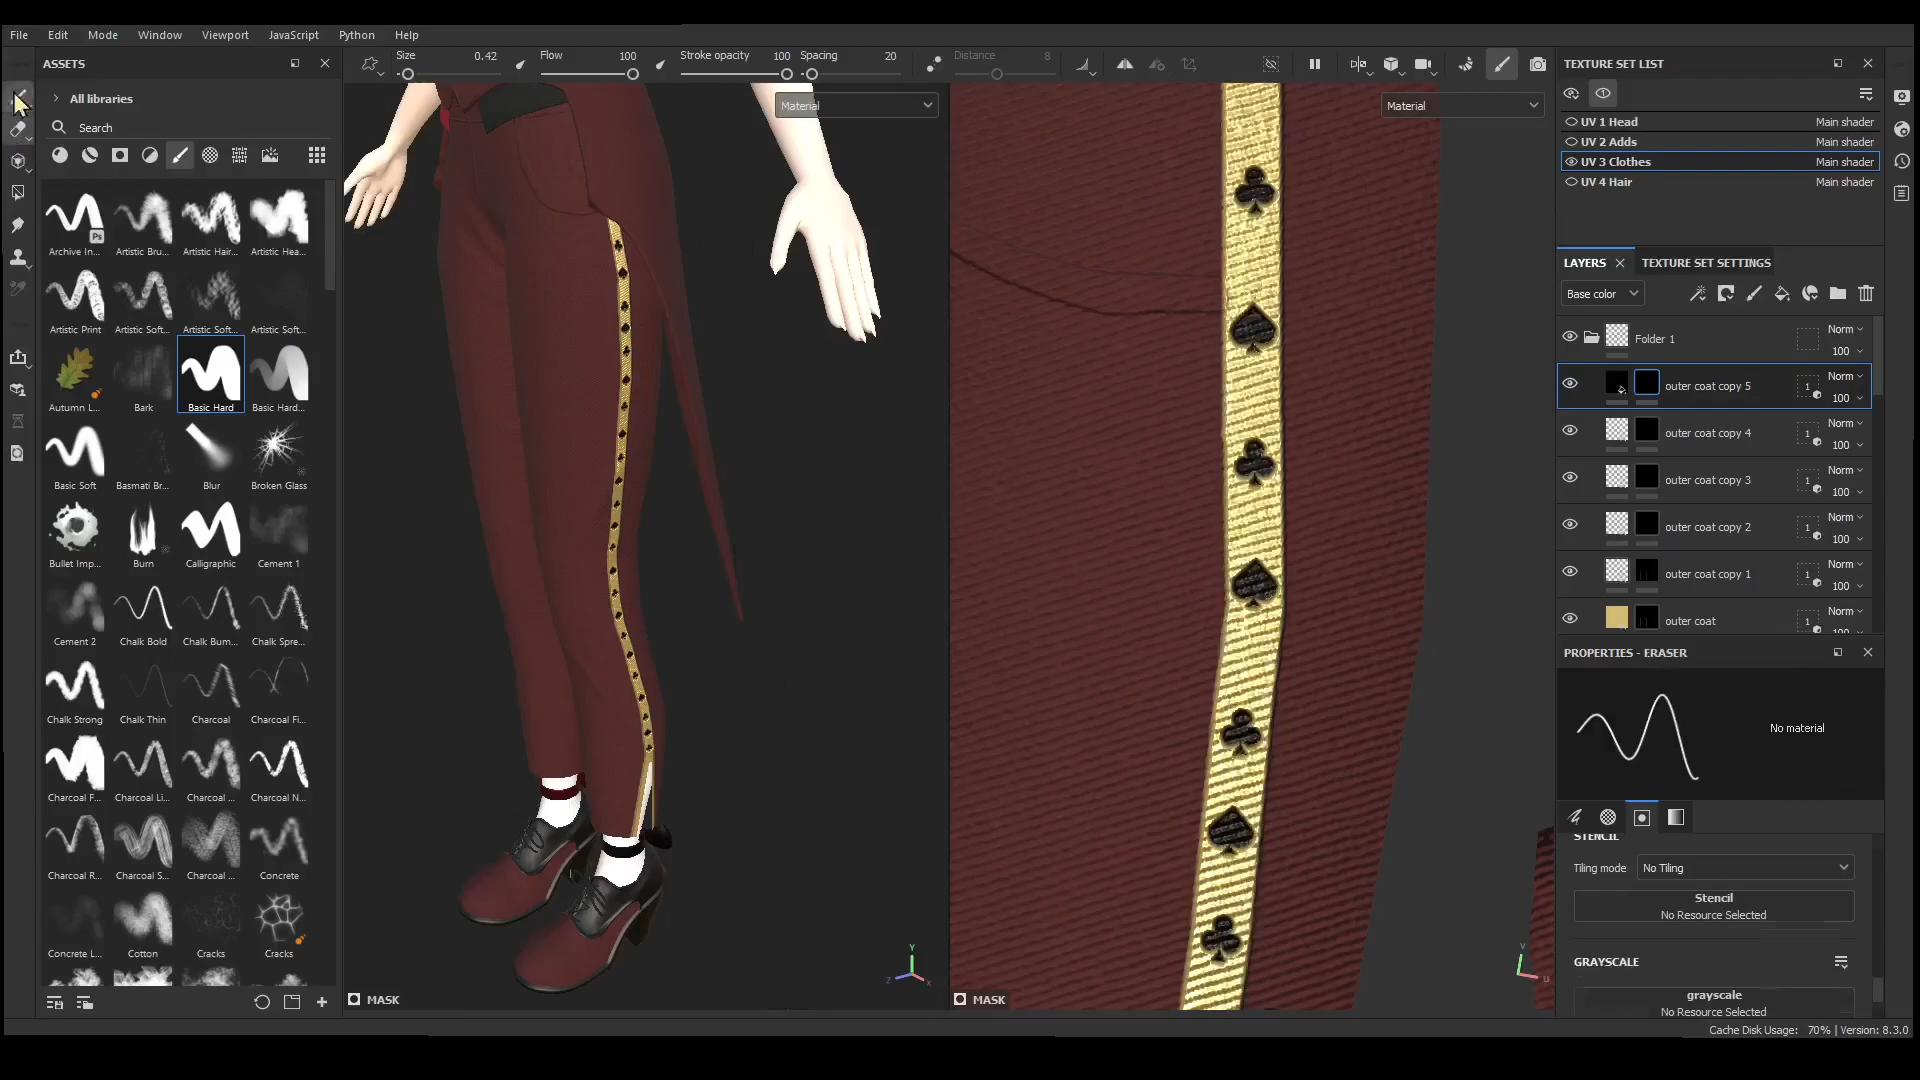 File Edit Mode Window Viewport JavaScript Python Help
ASSETS
All libraries
Search
Archive In...
Artistic Bru...
Artistic Hair...
Artistic Hea...
Artistic Print
Artistic Soft...
Artistic Soft...
Artistic Soft...
Autumn L...
Bark
Basic Hard
Basic Hard...
Basic Soft
Basmati Br...
Blur
Broken Glass
Bullet Imp...
Burn
Calligraphic
Cement 1
Cement 2
Chalk Bold
Chalk Bum...
Chalk Spre...
Chalk Strong
Chalk Thin
Charcoal
Charcoal Fi...
Charcoal F...
Charcoal Li...
Charcoal ...
Charcoal N...
Charcoal R...
Charcoal S...
Charcoal ...
Concrete
Concrete L...
Cotton
Cracks
Cracks
Size 0.42
Flow 100
Stroke opacity 100
Spacing 20
Distance 8
Material
Material
MASK
MASK
Y
Z
X
V
U
TEXTURE SET LIST
UV 1 Head Main shader
UV 2 Adds Main shader
UV 3 Clothes Main shader
UV 4 Hair Main shader
LAYERS
TEXTURE SET SETTINGS
Base color
Folder 1 Norm
100
outer coat copy 5 1 Norm
100
outer coat copy 4 1 Norm
100
outer coat copy 3 1 Norm
100
outer coat copy 2 1 Norm
100
outer coat copy 1 1 Norm
100
outer coat 1 Norm
100
PROPERTIES - ERASER
No material
STENCIL
Tiling mode No Tiling
Stencil
No Resource Selected
GRAYSCALE
grayscale
No Resource Selected
Cache Disk Usage: 70% | Version: 8.3.0